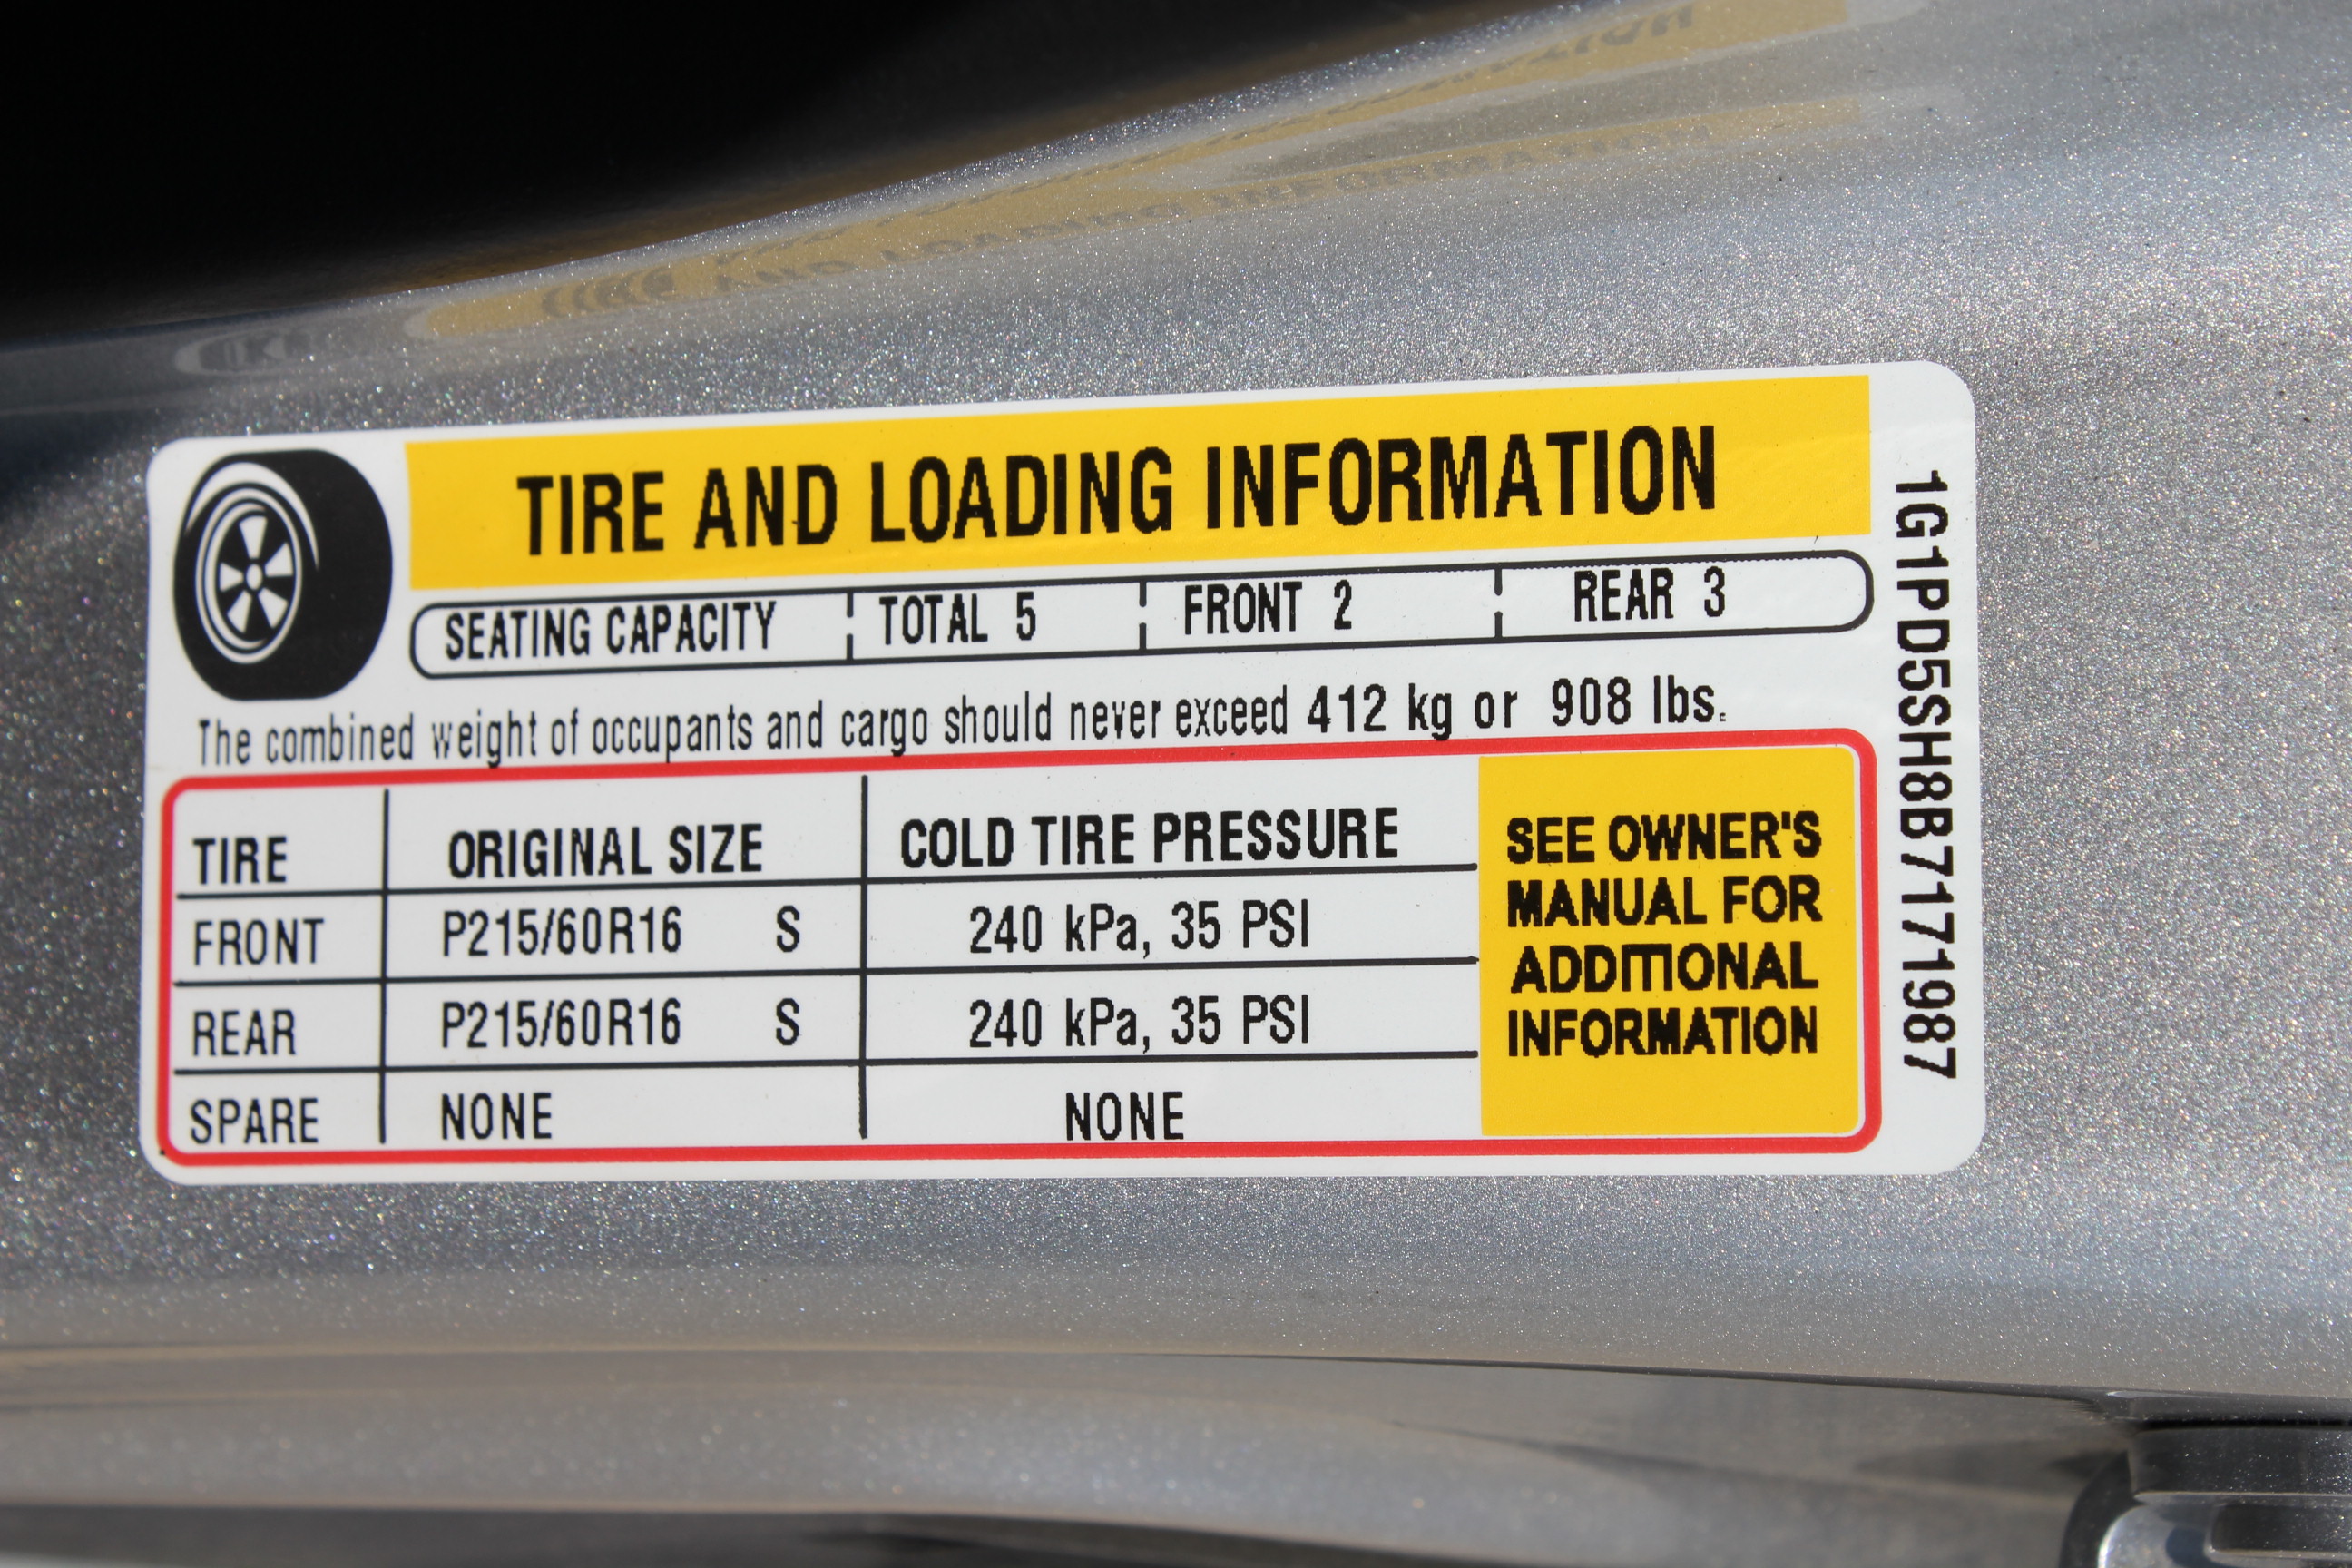 TIRE AND LOADING INFORMATION
SEATING CAPACITY TOTAL 5 FRONT 2 REAR 3
The combined weight of occupants and cargo should never exceed 412 kg or 908 lbs.
TIRE ORIGINAL SIZE COLD TIRE PRESSURE
FRONT P215/60R16 S 240 kPa, 35 PSI
REAR P215/60R16 S 240 kPa, 35 PSI
SPARE NONE NONE
SEE OWNER'S
MANUAL FOR
ADDITIONAL
INFORMATION
1G1PD5SH8B7171987